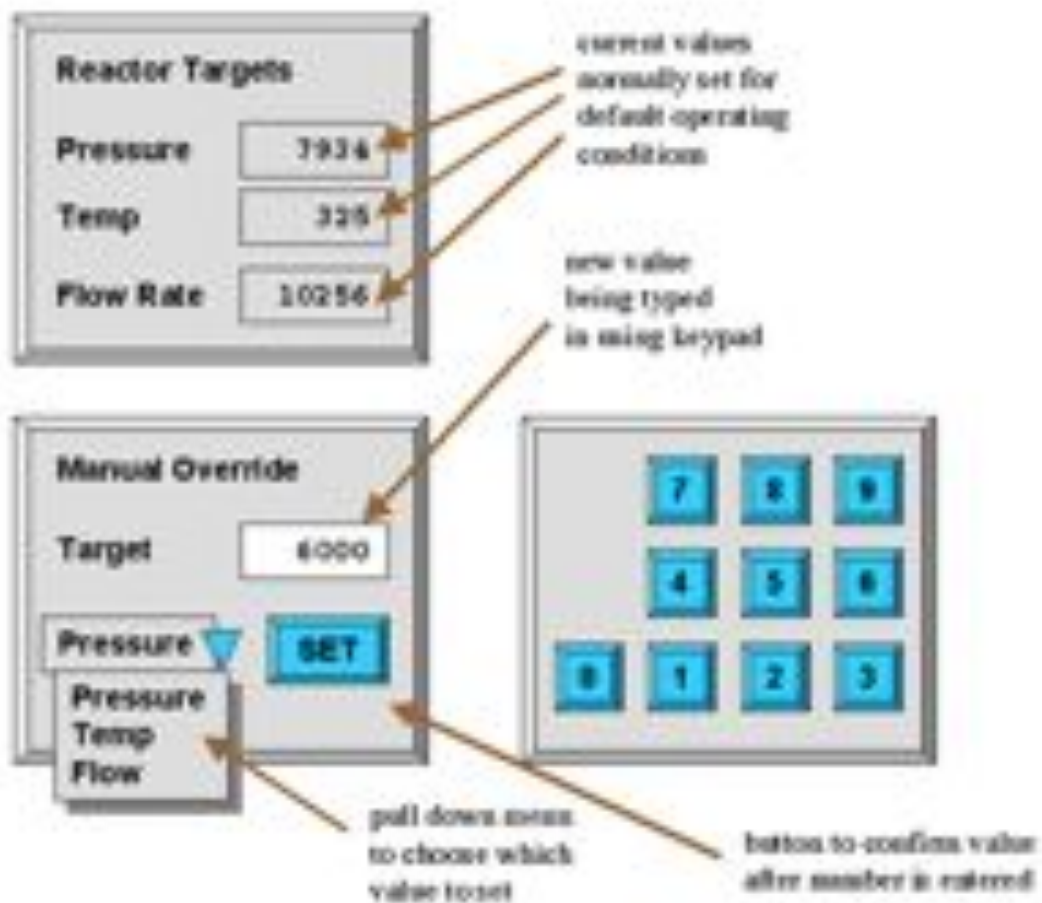 Reactor Targets
Pressure
Temp 325
Flow Rate 10256
current values
normally set for
default operating
conditions
new value
being typed
in using keypad
Manual Override
Target 6000
Pressure SET
Pressure
Temp
Flow
7 8 9
4 5 6
0 1 2 3
pull down menu
to choose which
value to set
button to confirm value
after number is entered